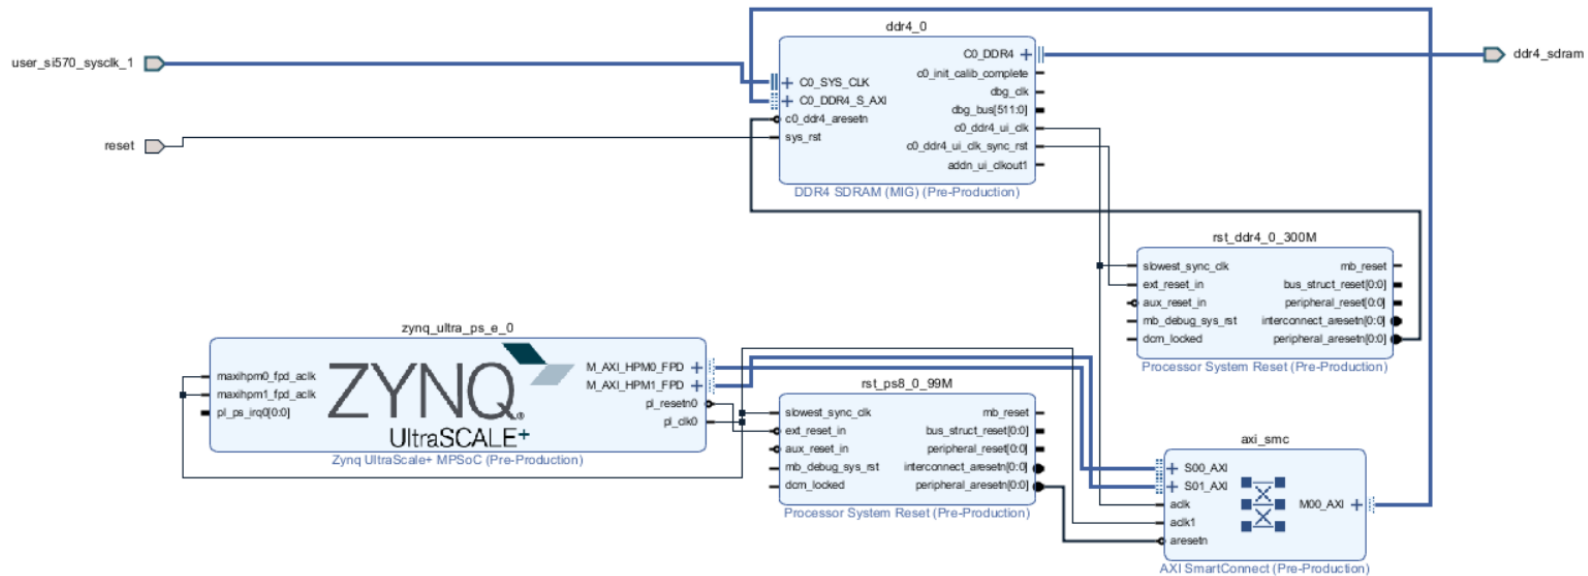 user_si570_sysclk_1
reset
ddr4_0
C0_SYS_CLK
C0_DDR4_S_AXI
c0_ddr4_aresetn
sys_rst
C0_DDR4
c0_init_calib_complete
dbg_clk
dbg_bus[511:0]
c0_ddr4_ui_clk
c0_ddr4_ui_clk_sync_rst
addn_ui_clkout1
DDR4 SDRAM (MIG) (Pre-Production)
ddr4_sdram
rst_ddr4_0_300M
slowest_sync_clk
ext_reset_in
aux_reset_in
mb_debug_sys_rst
dcm_locked
mb_reset
bus_struct_reset[0:0]
peripheral_reset[0:0]
interconnect_aresetn[0:0]
peripheral_aresetn[0:0]
Processor System Reset (Pre-Production)
zynq_ultra_ps_e_0
maxihpm0_fpd_aclk
maxihpm1_fpd_aclk
pl_ps_irq0[0:0]
ZYNQ
UltraSCALE+
M_AXI_HPM0_FPD
M_AXI_HPM1_FPD
pl_resetn0
pl_clk0
Zynq UltraScale+ MPSoC (Pre-Production)
rst_ps8_0_99M
slowest_sync_clk
ext_reset_in
aux_reset_in
mb_debug_sys_rst
dcm_locked
mb_reset
bus_struct_reset[0:0]
peripheral_reset[0:0]
interconnect_aresetn[0:0]
peripheral_aresetn[0:0]
Processor System Reset (Pre-Production)
axi_smc
S00_AXI
S01_AXI
aclk
aclk1
aresetn
M00_AXI
AXI SmartConnect (Pre-Production)